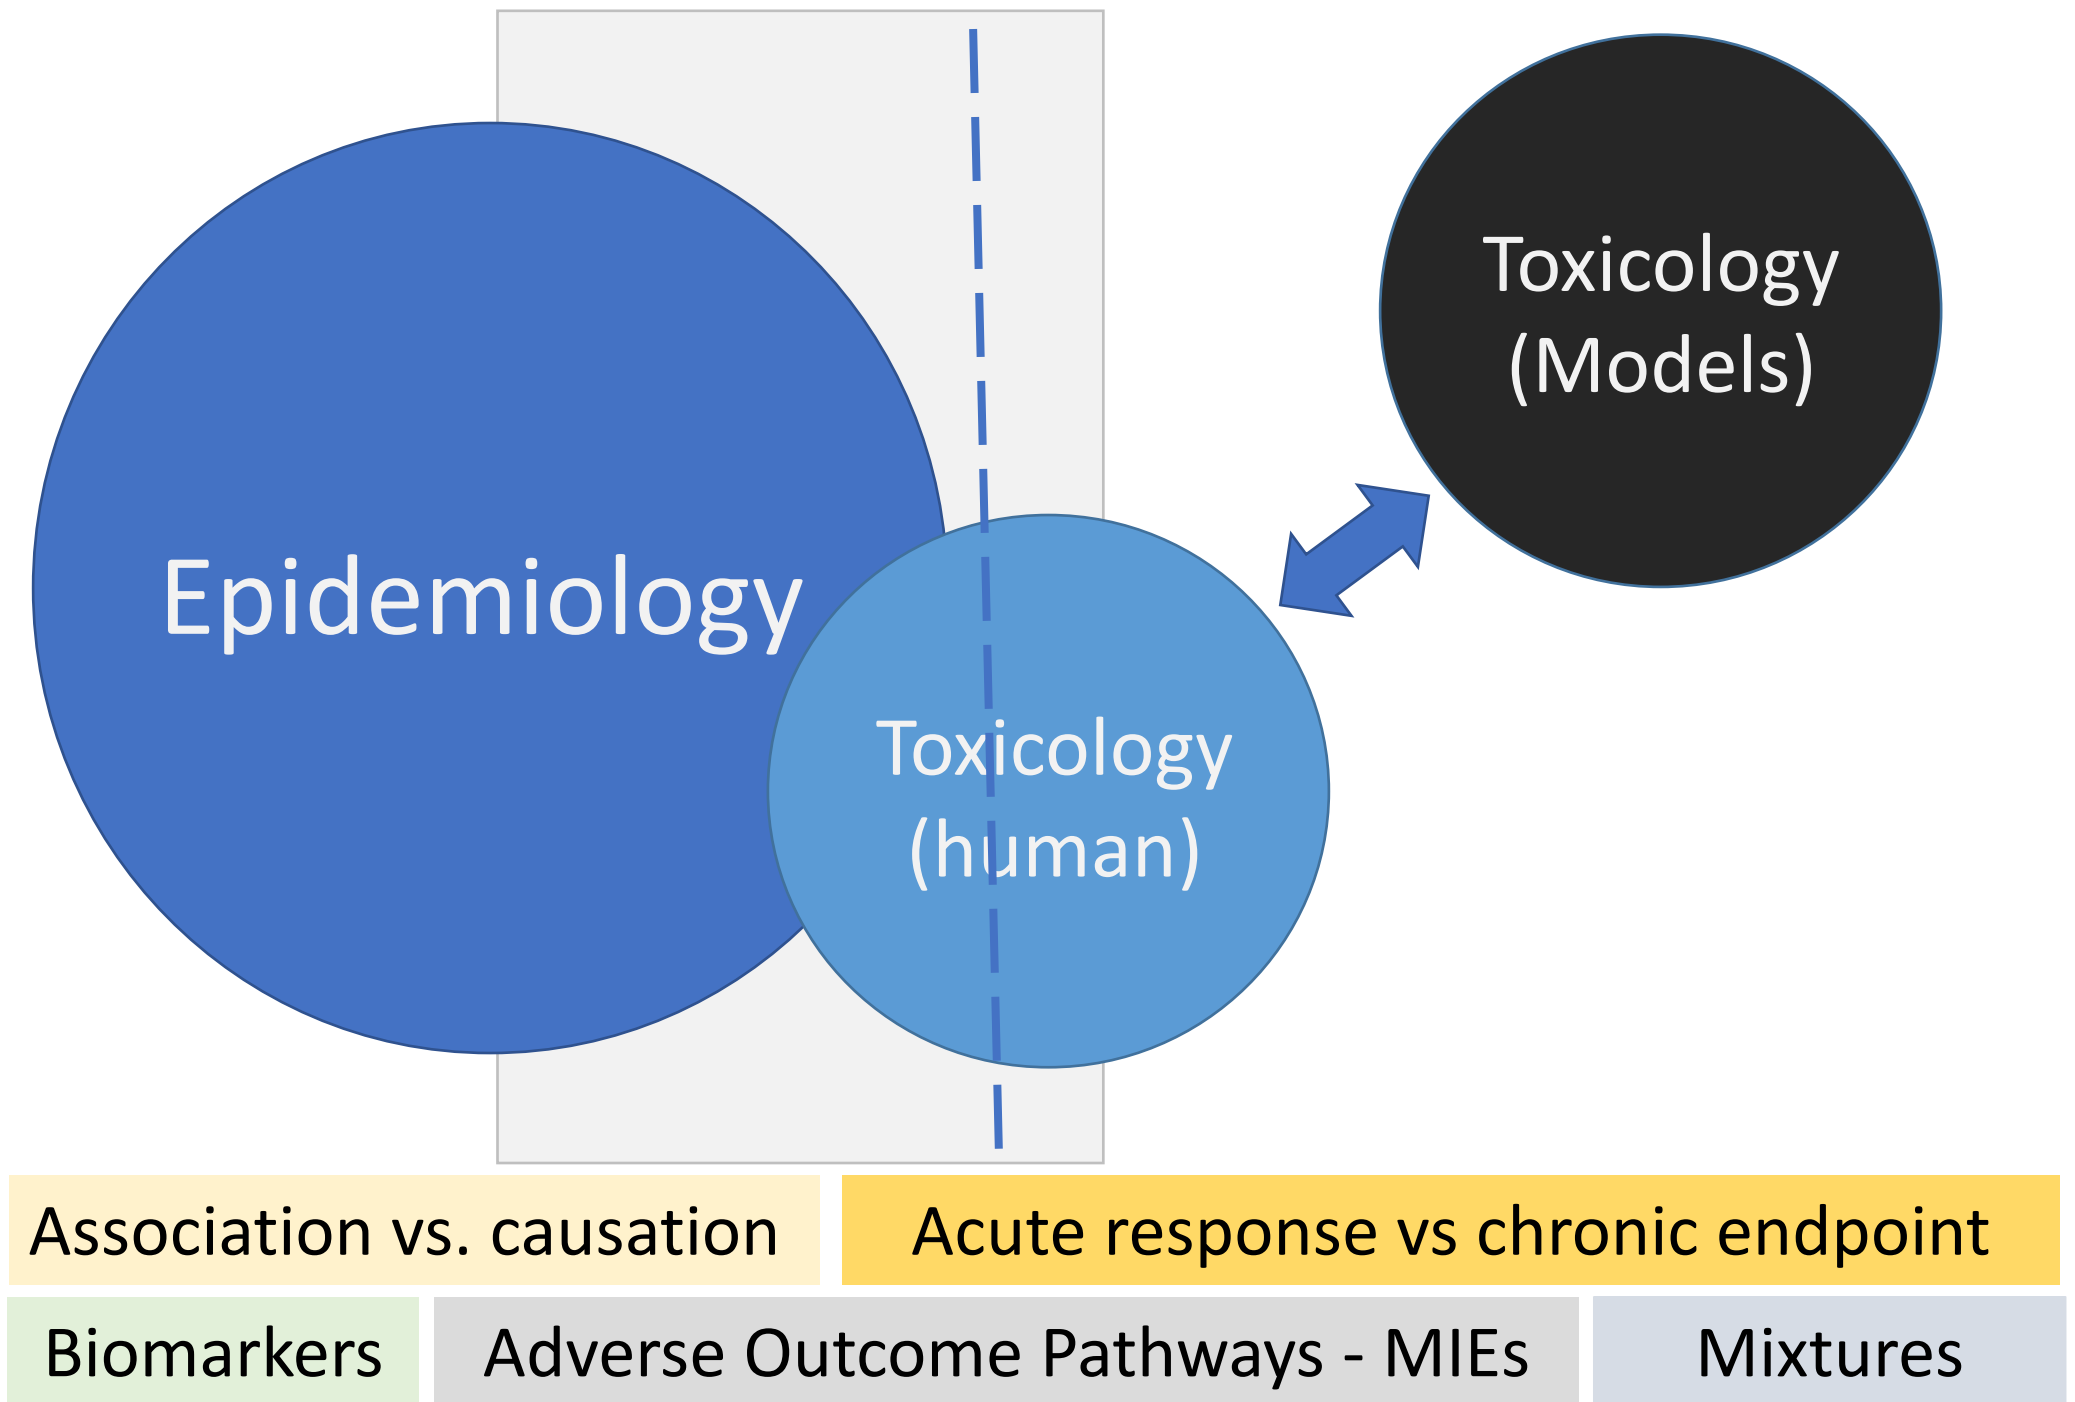 Toxicology
(Models)
Epidemiology
Toxicology
(human)
Association vs. causation
Acute response vs chronic endpoint
Biomarkers
Adverse Outcome Pathways - MIEs
Mixtures